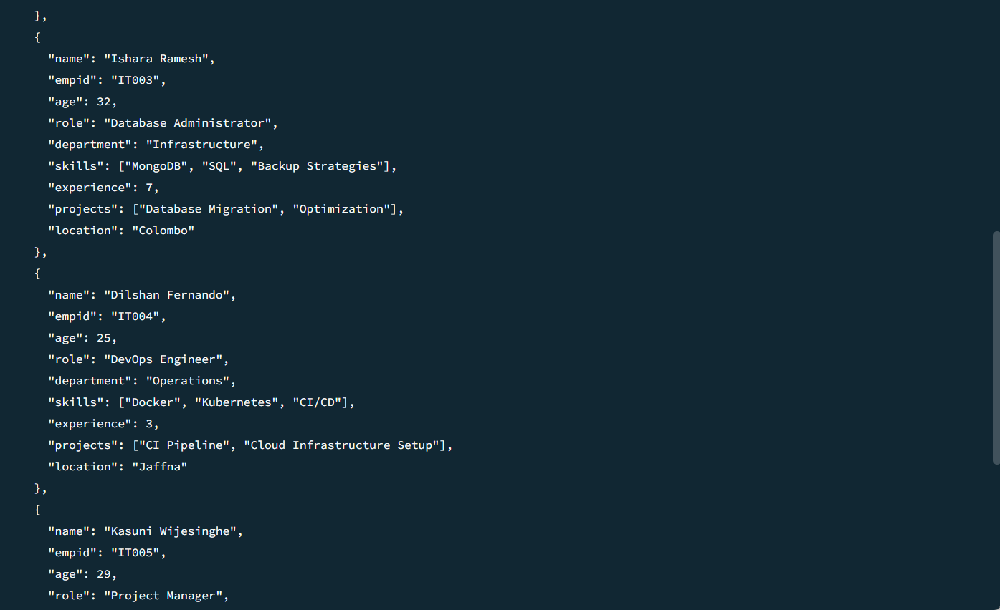 },
{
"name": "Ishara Ramesh",
"empid": "IT003",
"age": 32,
"role": "Database Administrator",
"department": "Infrastructure",
"skills": ["MongoDB", "SQL", "Backup Strategies"],
"experience": 7,
"projects": ["Database Migration", "Optimization"],
"location": "Colombo"
},
{
"name": "Dilshan Fernando",
"empid": "IT004",
"age": 25,
"role": "DevOps Engineer",
"department": "Operations",
"skills": ["Docker", "Kubernetes", "CI/CD"],
"experience": 3,
"projects": ["CI Pipeline", "Cloud Infrastructure Setup"],
"location": "Jaffna"
},
{
"name": "Kasuni Wijesinghe",
"empid": "IT005",
"age": 29,
"role": "Project Manager",